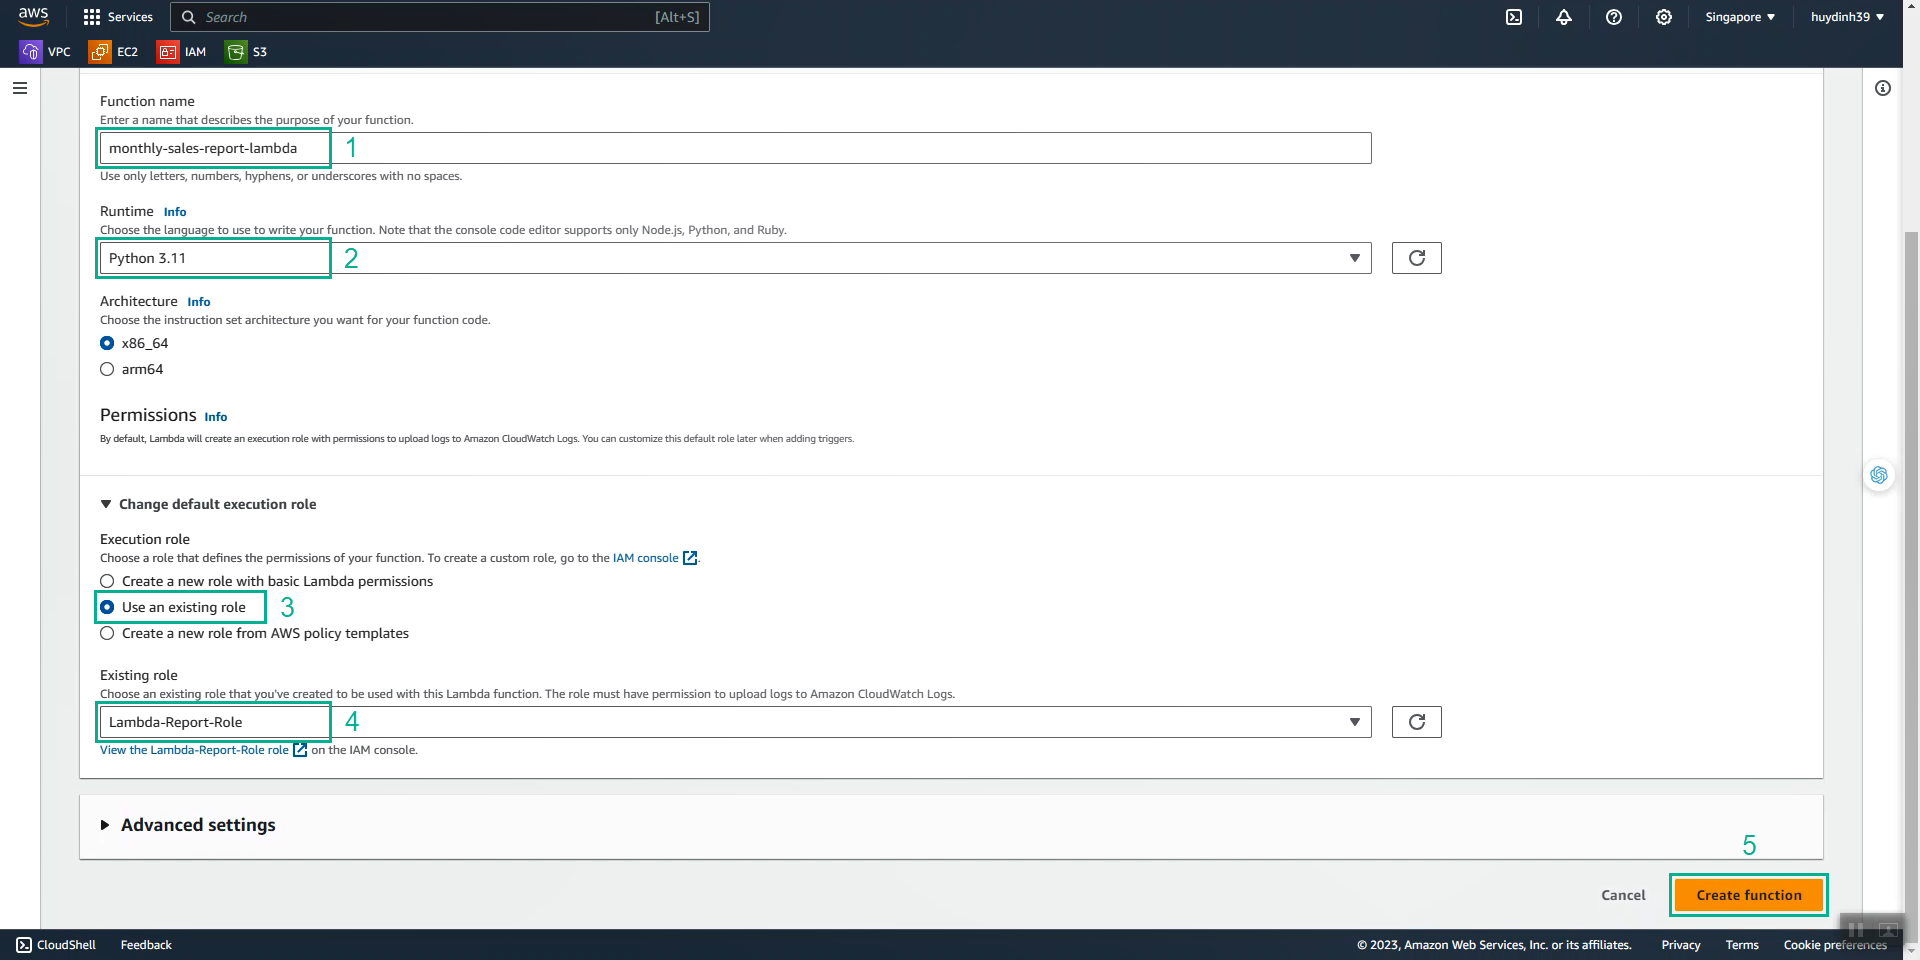 aws Services Search [Alt+S] Singapore huydinh39
VPC EC2 IAM S3
Function name
Enter a name that describes the purpose of your function.
monthly-sales-report-lambda 1
Use only letters, numbers, hyphens, or underscores with no spaces.
Runtime Info
Choose the language to use to write your function. Note that the console code editor supports only Node.js, Python, and Ruby.
Python 3.11 2
Architecture Info
Choose the instruction set architecture you want for your function code.
x86_64
arm64
Permissions Info
By default, Lambda will create an execution role with permissions to upload logs to Amazon CloudWatch Logs. You can customize this default role later when adding triggers.
Change default execution role
Execution role
Choose a role that defines the permissions of your function. To create a custom role, go to the IAM console.
Create a new role with basic Lambda permissions
Use an existing role 3
Create a new role from AWS policy templates
Existing role
Choose an existing role that you've created to be used with this Lambda function. The role must have permission to upload logs to Amazon CloudWatch Logs.
Lambda-Report-Role 4
View the Lambda-Report-Role role on the IAM console.
Advanced settings
5
Cancel Create function
CloudShell Feedback © 2023, Amazon Web Services, Inc. or its affiliates. Privacy Terms Cookie preferences